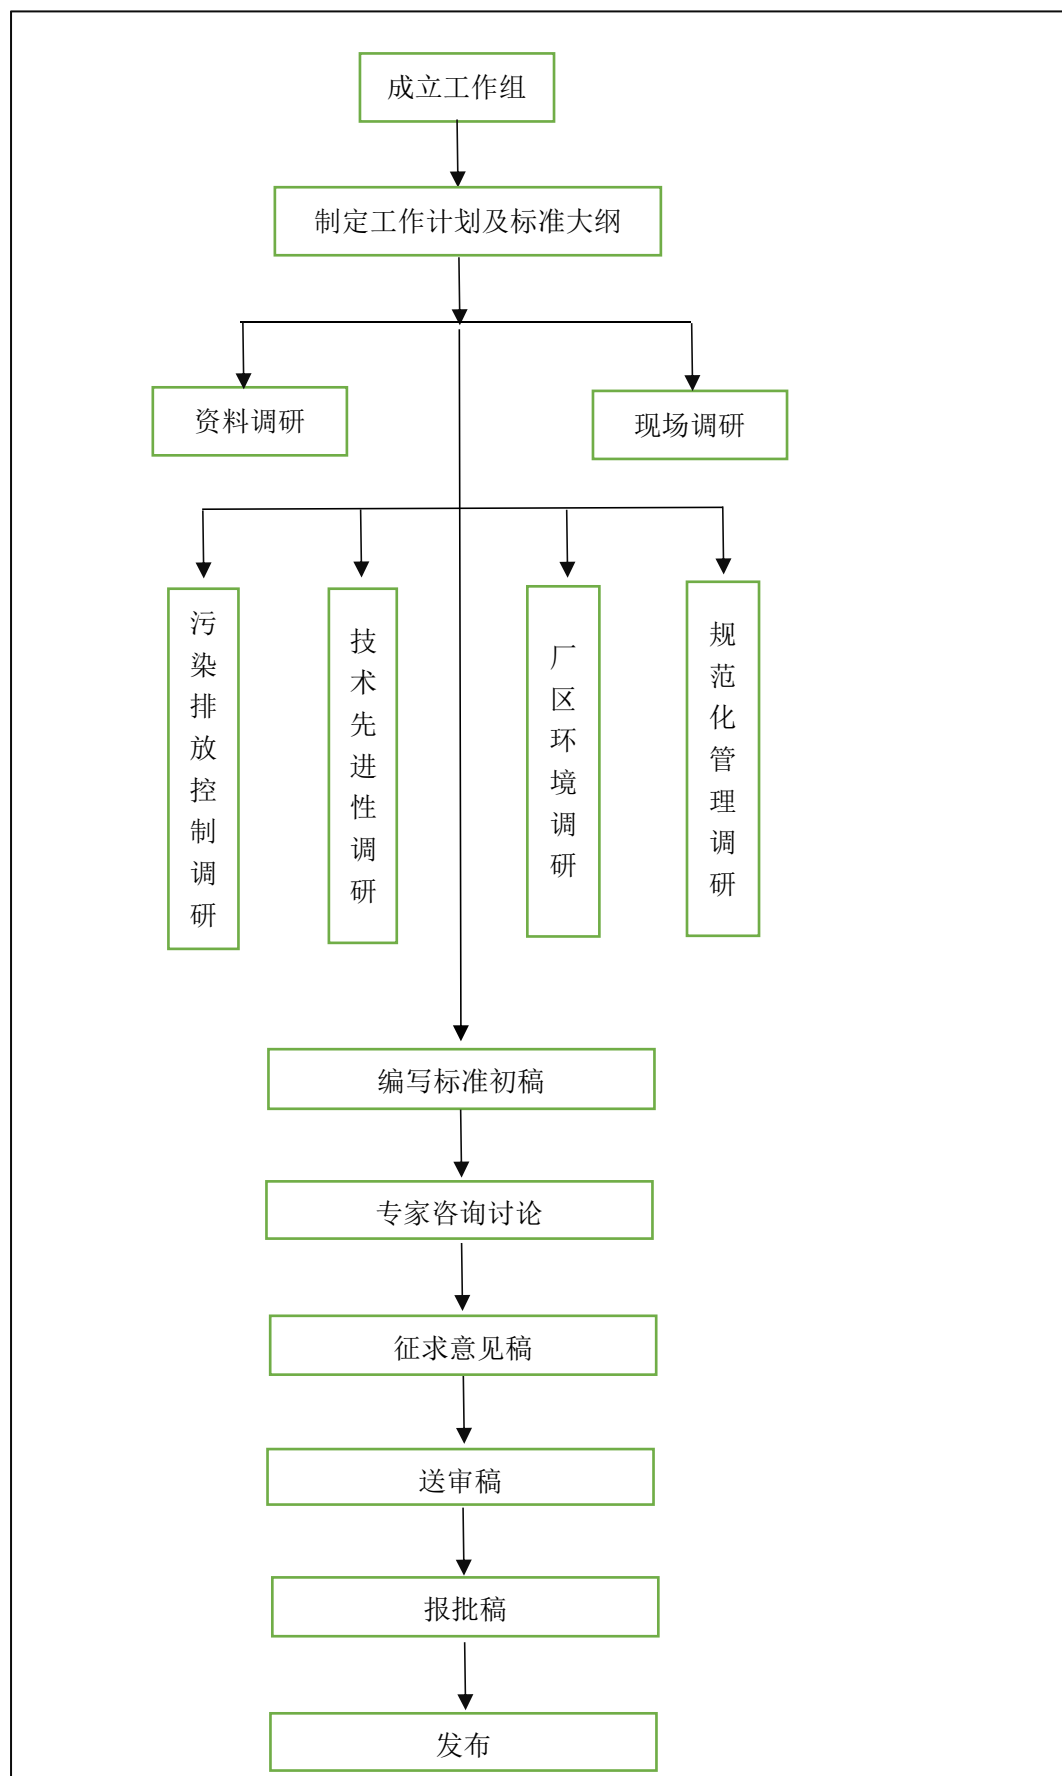 成立工作组
制定工作计划及标准大纲
资料调研
现场调研
污染排放控制调研
技术先进性调研
厂区环境调研
规范化管理调研
编写标准初稿
专家咨询讨论
征求意见稿
送审稿
报批稿
发布